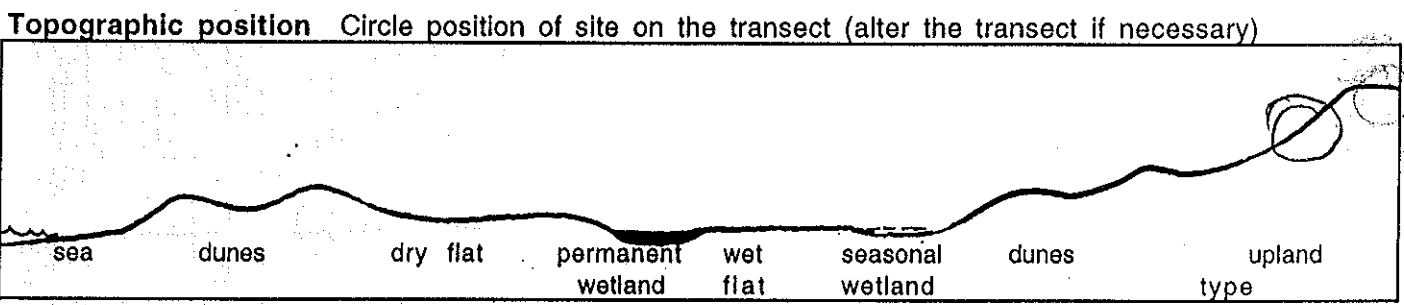 Topographic position Circle position of site on the transect (alter the transect if necessary)
sea dunes dry flat permanent wet seasonal dunes upland
wetland flat wetland type